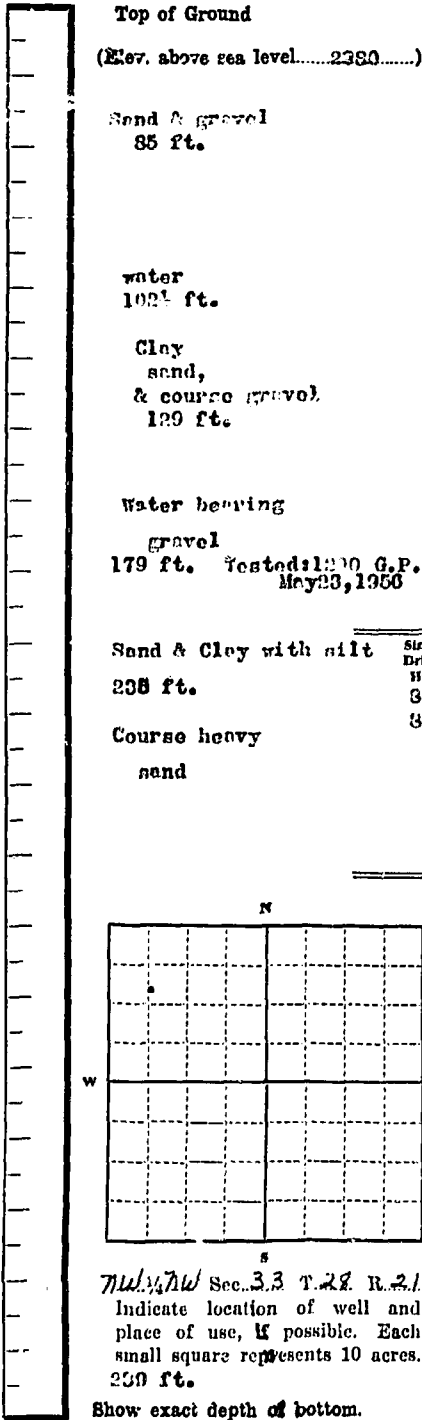 Top of Ground
(Elev. above sea level......2380......)
Sand & gravel
85 ft.
water
102½ ft.
Clay
sand,
& course gravel
129 ft.
Water bearing
gravel
179 ft. Tested: G.P.
May23,1956
Sand & Clay with silt
ft.
Course heavy
sand
N
W
S
NW¼NW Sec..33 T.28 R.21
Indicate location of well and
place of use, if possible. Each
small square represents 10 acres.
ft.
Show exact depth of bottom.